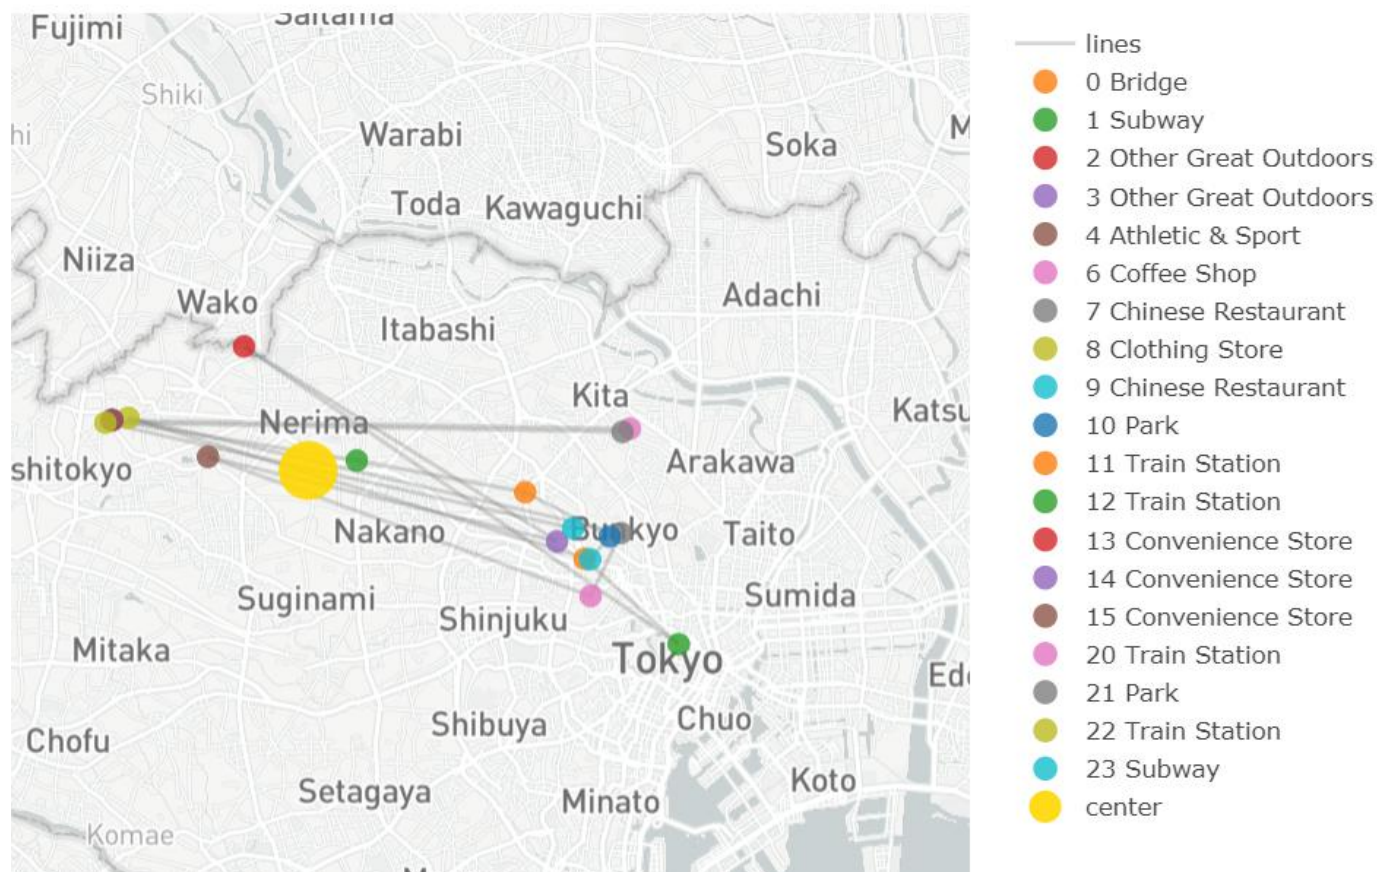 Fujimi
Saitama
Shiki
hi
Warabi
Soka
M
Toda
Kawaguchi
Niiza
Wako
Adachi
Itabashi
Kita
Katsu
Nerima
shitokyo
Arakawa
Nakano
Bunkyo
Taito
Suginami
Shinjuku
Sumida
Mitaka
Tokyo
Ede
Shibuya
Chuo
Chofu
Setagaya
Minato
Koto
Komae
lines
0 Bridge
1 Subway
2 Other Great Outdoors
3 Other Great Outdoors
4 Athletic & Sport
6 Coffee Shop
7 Chinese Restaurant
8 Clothing Store
9 Chinese Restaurant
10 Park
11 Train Station
12 Train Station
13 Convenience Store
14 Convenience Store
15 Convenience Store
20 Train Station
21 Park
22 Train Station
23 Subway
center